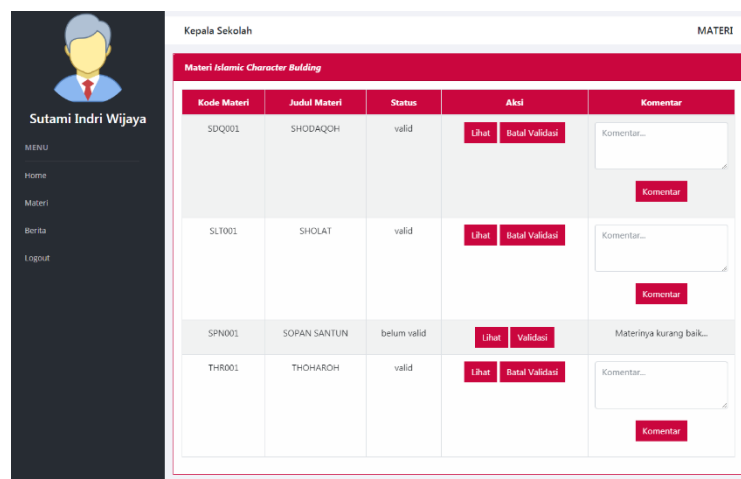 Sutami Indri Wijaya
MENU
Home
Materi
Berita
Logout
Kepala Sekolah MATERI
Materi Islamic Character Bulding
Kode Materi Judul Materi Status Aksi Komentar
SDQ001 SHODAQOH valid Lihat Batal Validasi Komentar...
Komentar
SLT001 SHOLAT valid Lihat Batal Validasi Komentar...
Komentar
SPN001 SOPAN SANTUN belum valid Lihat Validasi Materinya kurang baik...
THR001 THOHAROH valid Lihat Batal Validasi Komentar...
Komentar